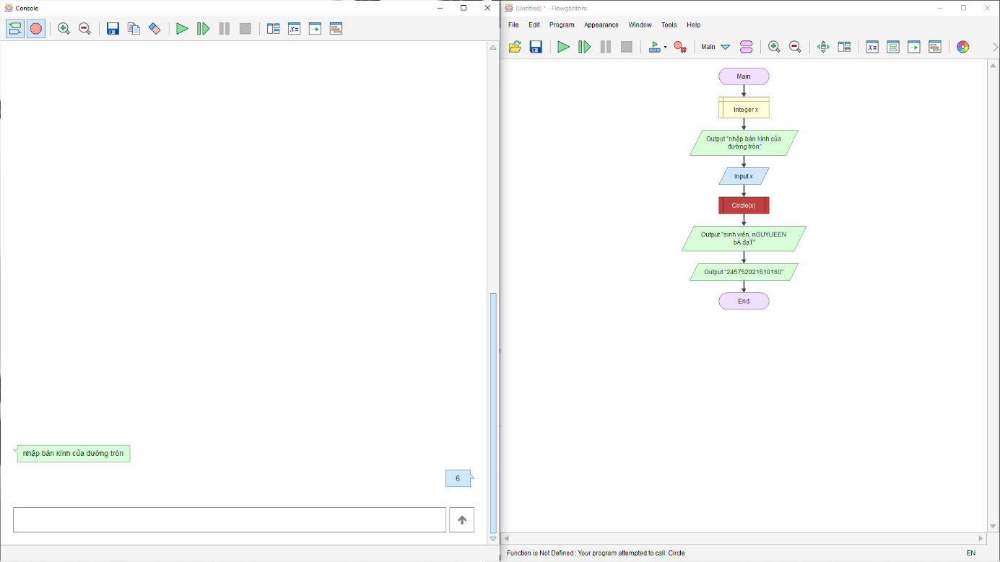 Console
nhập bán kính của đường tròn
6
(Untitled) * - Flowgorithm
File Edit Program Appearance Window Tools Help
Main
Main
Integer x
Output "nhập bán kính của
đường tròn"
Input x
Circle(x)
Output "sinh viên, nGUYUEEN
bÁ đạT"
Output "245752021610160"
End
Function is Not Defined : Your program attempted to call: Circle
EN